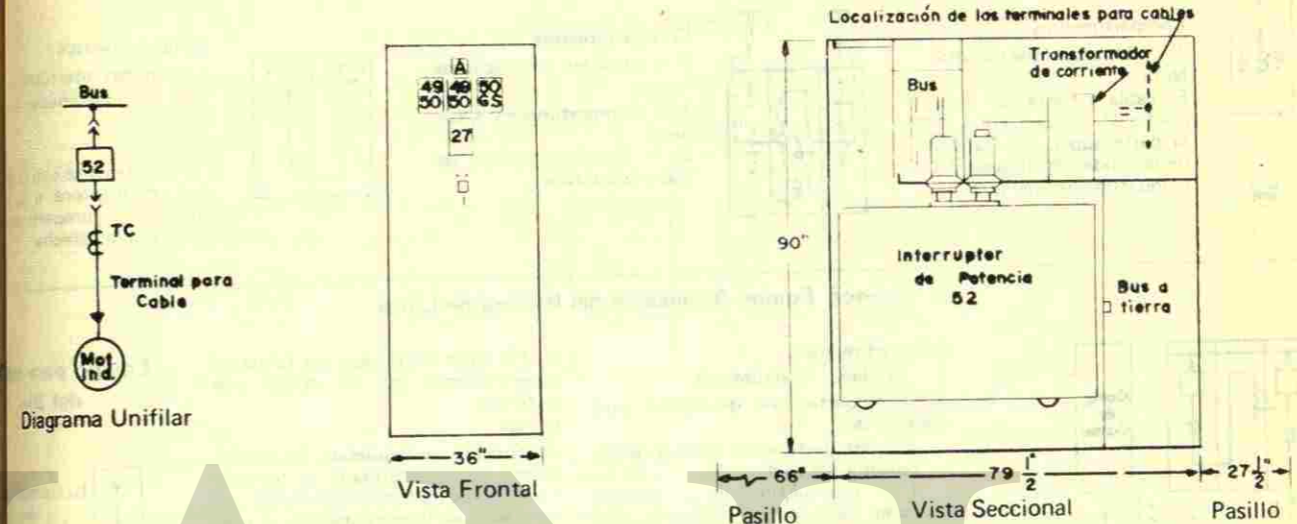 Bus
52
TC
Terminal para
Cable
Mot
Ind.
Diagrama Unifilar
A
49 49 50
50 50 GS
27
36"
Vista Frontal
Localización de las terminales para cables
Transformador
de corriente
Bus
90"
Interruptor
de Potencia
52
Bus a
tierra
66"
79 1/2"
27 1/2"
Pasillo
Vista Seccional
Pasillo